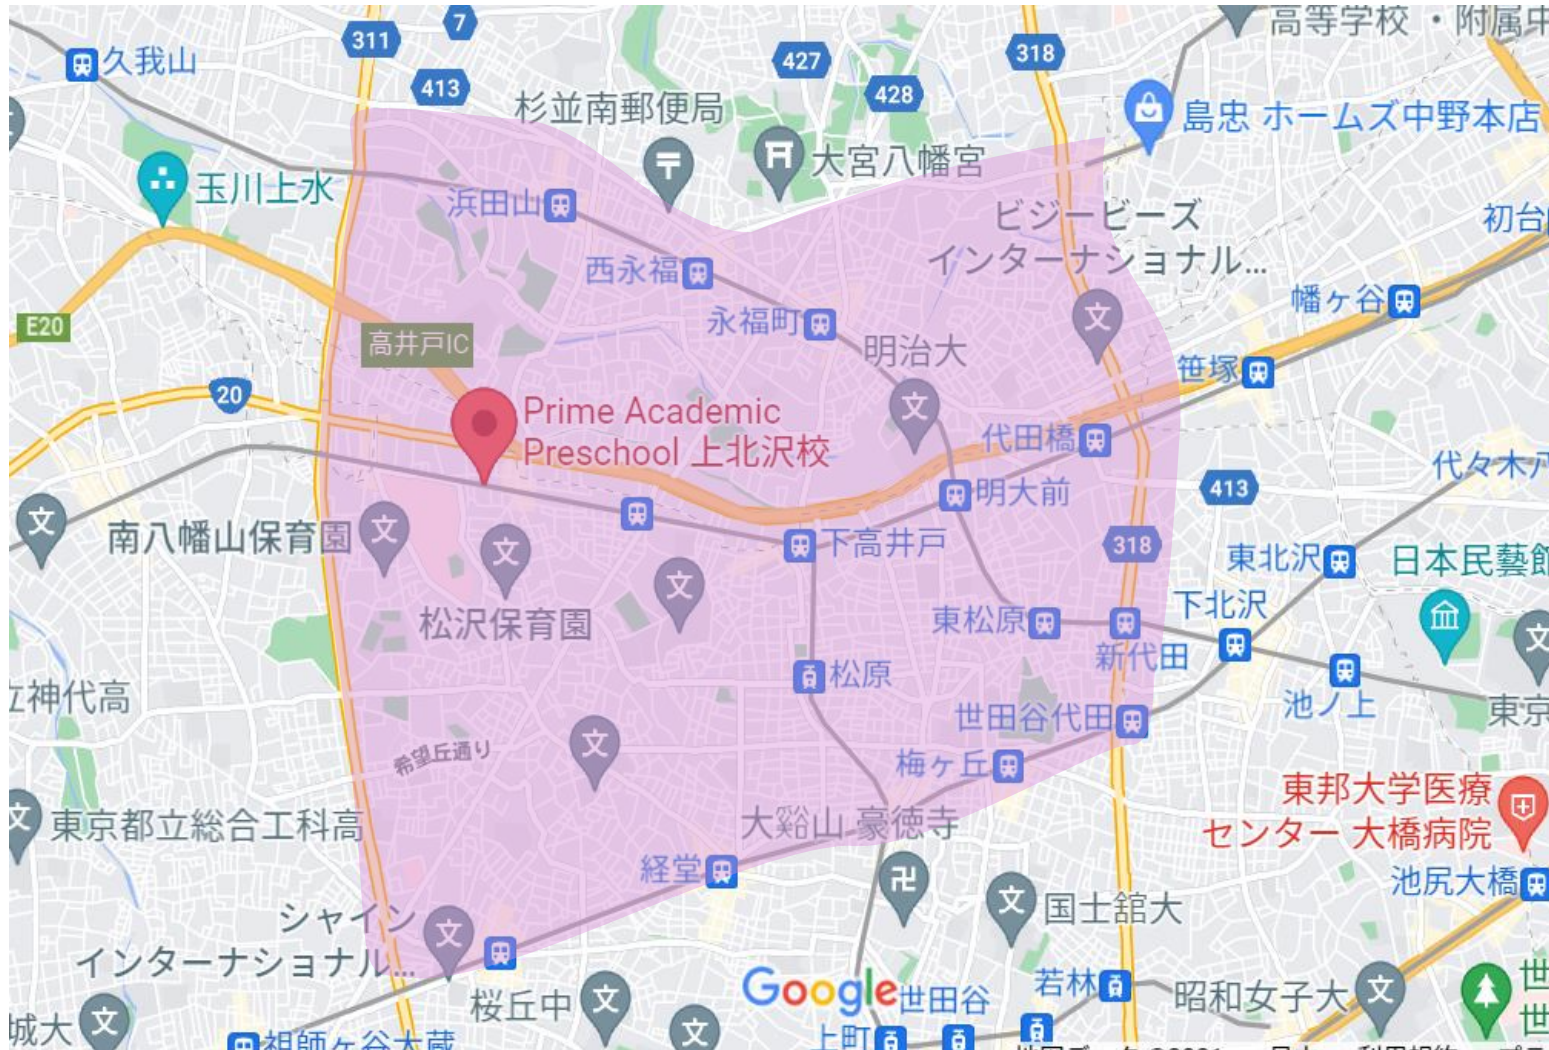 7
311
318
高等学校・附属中
久我山
427
413
428
杉並南郵便局
島忠 ホームズ中野本店
大宮八幡宮
玉川上水
浜田山
ビジービーズ
インターナショナル...
初台
西永福
幡ヶ谷
E20
永福町
高井戸IC
明治大
笹塚
20
Prime Academic
Preschool 上北沢校
代田橋
代々木八
明大前
413
南八幡山保育園
下高井戸
318
東北沢
日本民藝館
松沢保育園
東松原
下北沢
新代田
松原
立神代高
池ノ上
東京
世田谷代田
希望丘通り
梅ヶ丘
東邦大学医療
センター 大橋病院
東京都立総合工科高
大谿山 豪徳寺
経堂
池尻大橋
シャイン
インターナショナル...
国士舘大
Google
世田谷
若林
昭和女子大
世
世
桜丘中
城大
祖師ヶ谷大蔵
上町